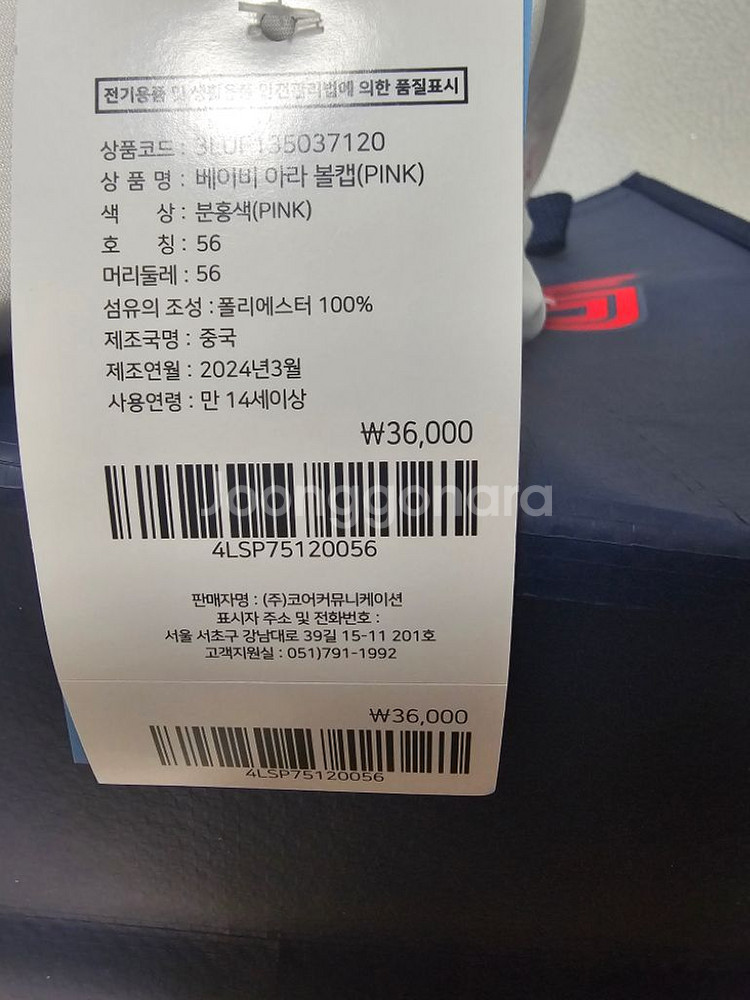 전기용품 및 생활용품 안전관리법에 의한 품질표시
상품코드 :
상 품 명 : 베이비 아라 볼캡(PINK)
색 상 : 분홍색(PINK)
호 칭 : 56
머리둘레 : 56
섬유의 조성 : 폴리에스터 100%
제조국명 : 중국
제조연월 : 2024년3월
사용연령 : 만 14세이상
₩36,000
Joonggonara
4LSP75120056
판매자명 : (주)코어커뮤니케이션
표시자 주소 및 전화번호 :
서울 서초구 강남대로 39길 15-11 201호
고객지원실 : 051)791-1992
₩36,000
4LSP75120056